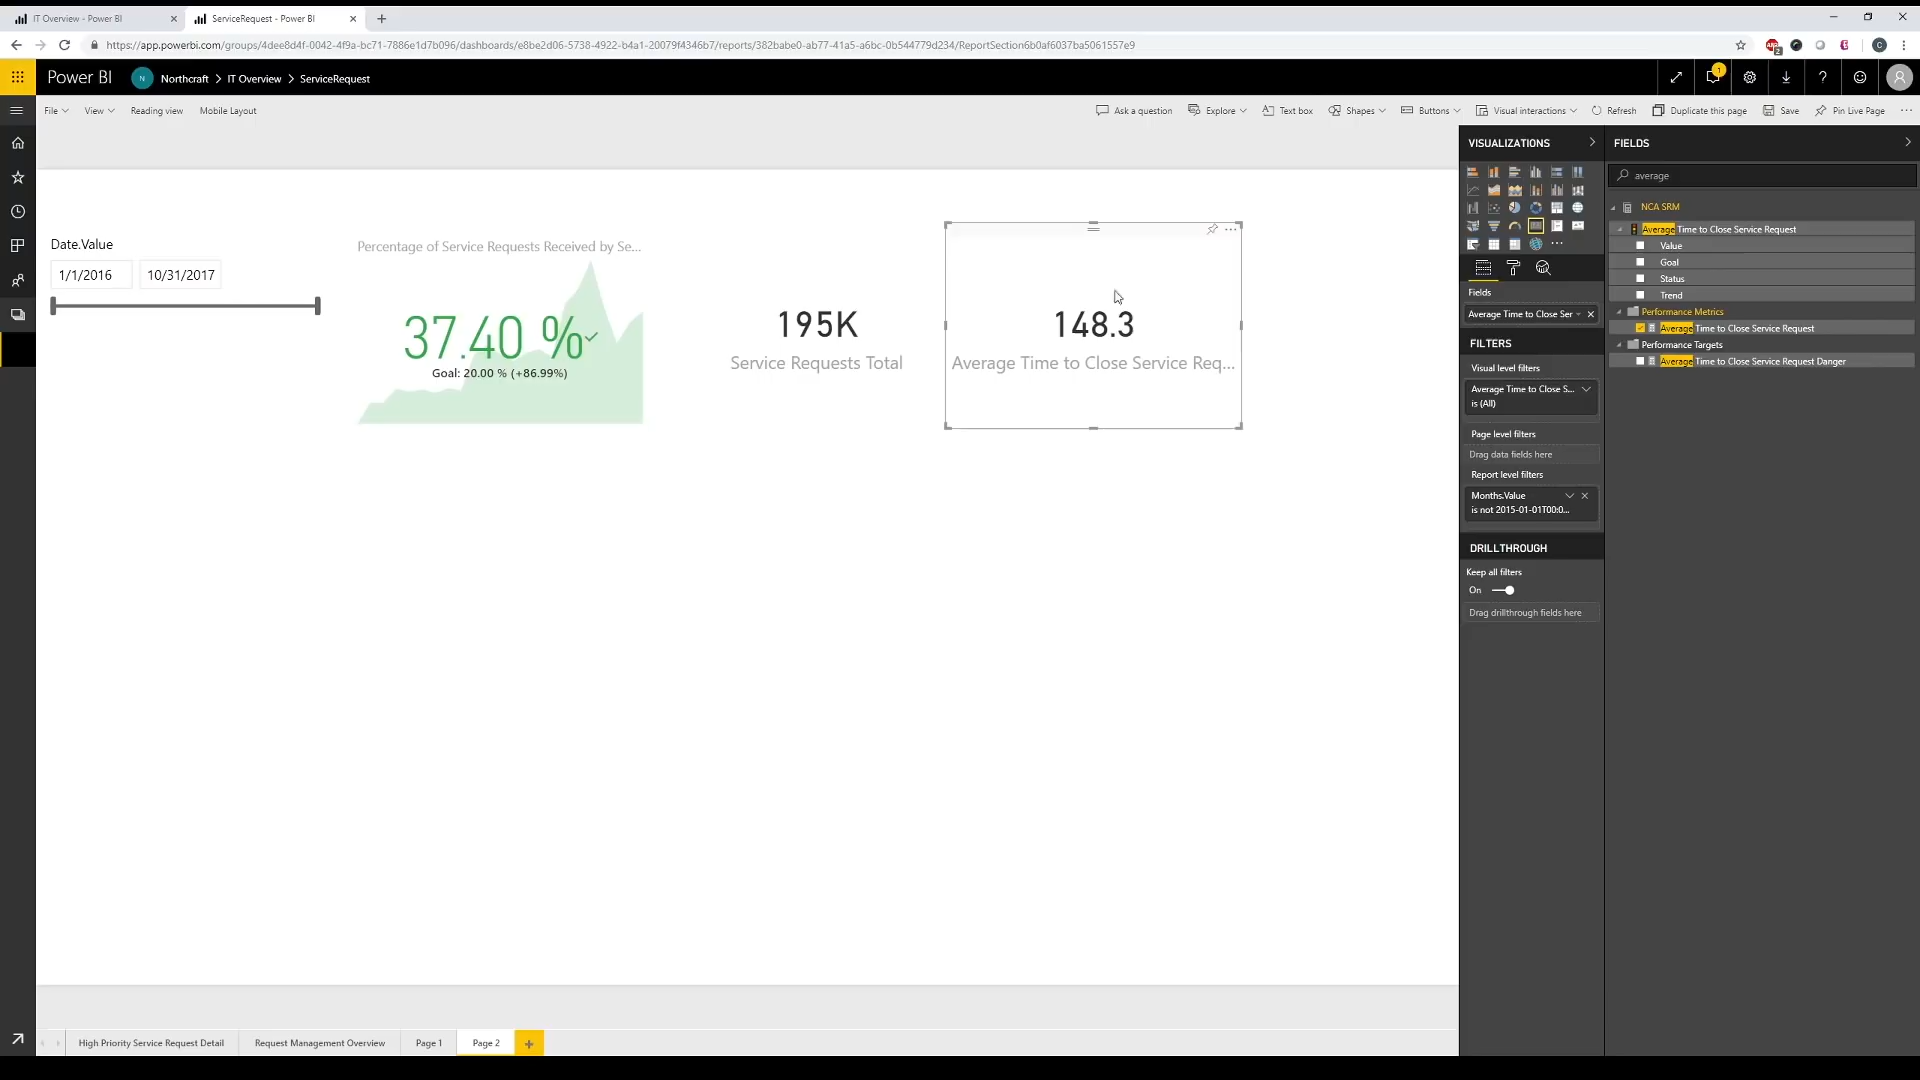 IT Overview - Power BI
ServiceRequest - Power BI
https://app.powerbi.com/groups/4dee8d4f-0042-4f9a-bc71-7886e1d7b096/dashboards/e8be2d06-5738-4922-b4a1-20079f4346b7/reports/382babe0-ab77-41a5-a6bc-0b544779d234/ReportSection6b0af6037ba5061557e9
Power BI N Northcraft > IT Overview > ServiceRequest 1 ?
File View Reading view Mobile Layout Ask a question Explore Text box Shapes Buttons Visual interactions Refresh Duplicate this page Save Pin Live Page ...
VISUALIZATIONS
FIELDS
average
Date.Value
1/1/2016 10/31/2017
Percentage of Service Requests Received by Se...
37.40 %
Goal: 20.00 % (+86.99%)
195K
Service Requests Total
148.3
Average Time to Close Service Req...
Fields
Average Time to Close Ser
FILTERS
Visual level filters
Average Time to Close S...
is (All)
Page level filters
Drag data fields here
Report level filters
Months.Value
is not 2015-01-01T00:0...
DRILLTHROUGH
Keep all filters
On
Drag drillthrough fields here
NCA SRM
Average Time to Close Service Request
Value
Goal
Status
Trend
Performance Metrics
Average Time to Close Service Request
Performance Targets
Average Time to Close Service Request Danger
High Priority Service Request Detail Request Management Overview Page 1 Page 2 +